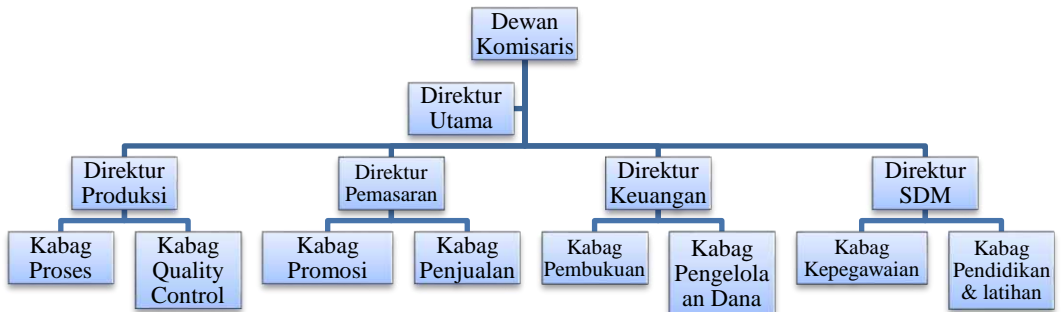 Dewan
Komisaris
Direktur
Utama
Direktur
Produksi
Direktur
Pemasaran
Direktur
Keuangan
Direktur
SDM
Kabag
Proses
Kabag
Quality
Control
Kabag
Promosi
Kabag
Penjualan
Kabag
Pembukuan
Kabag
Pengelola
an Dana
Kabag
Kepegawaian
Kabag
Pendidikan
& latihan